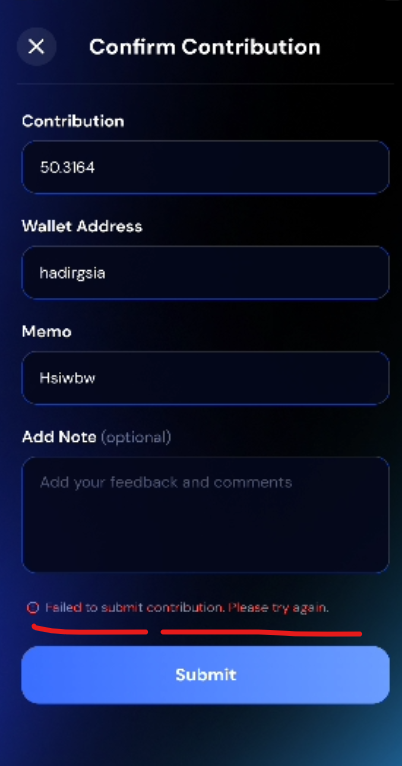 Confirm Contribution
Contribution
50.3164
Wallet Address
hadirgsia
Memo
Hsiwbw
Add Note (optional)
Add your feedback and comments
Failed to submit contribution. Please try again.
Submit